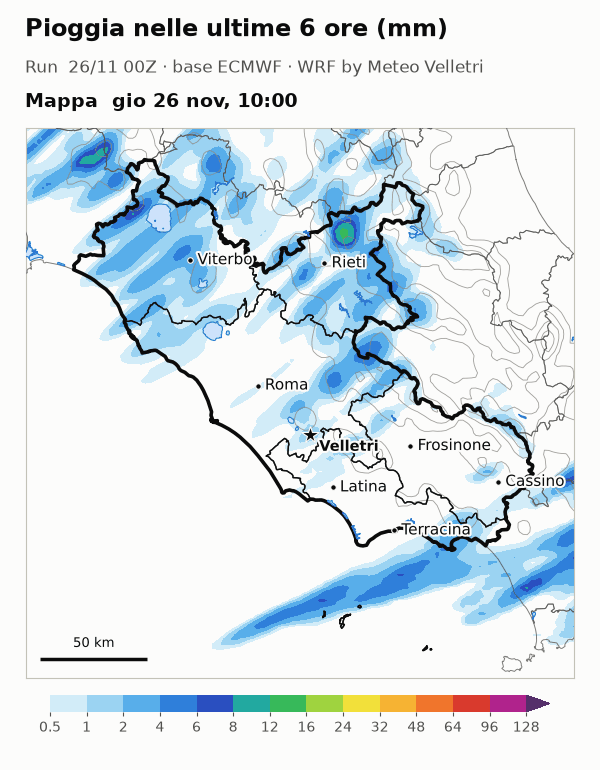 Pioggia nelle ultime 6 ore (mm)
Run  26/11 00Z · base ECMWF · WRF by Meteo Velletri
Mappa  gio 26 nov, 10:00
Viterbo
Rieti
Roma
Velletri
Frosinone
Cassino
Latina
Terracina
50 km
0.5 1 2 4 6 8 12 16 24 32 48 64 96 128